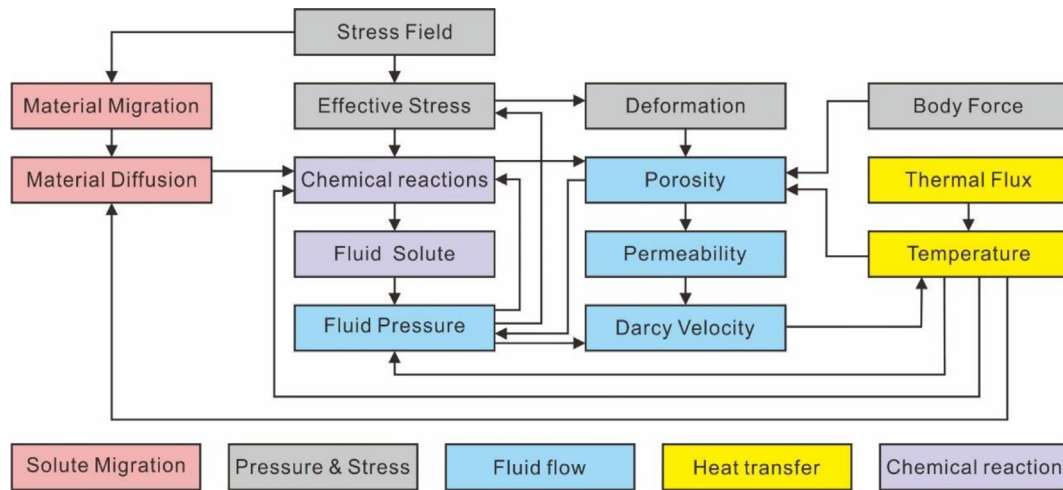 Stress Field
Material Migration
Effective Stress
Deformation
Body Force
Material Diffusion
Chemical reactions
Porosity
Thermal Flux
Fluid Solute
Permeability
Temperature
Fluid Pressure
Darcy Velocity
Solute Migration
Pressure & Stress
Fluid flow
Heat transfer
Chemical reaction